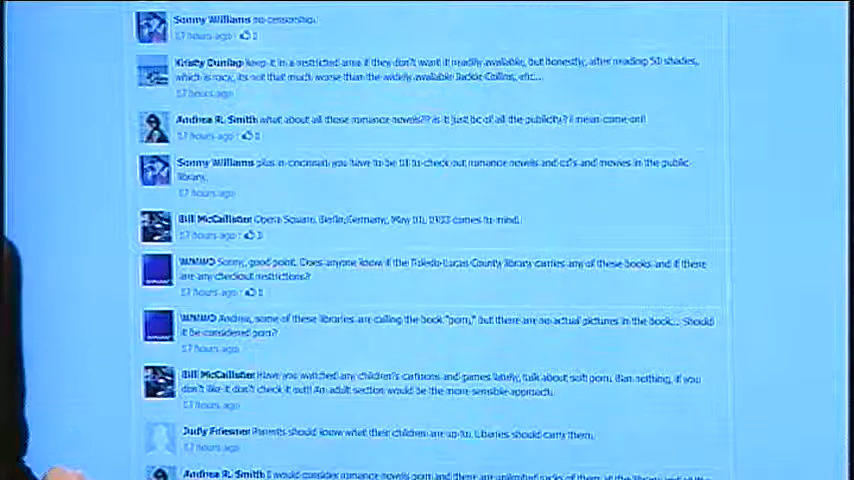 Sonny Williams no censorship.
17 hours ago
Kristy Dunlap keep it in a restricted area if they don't want it readily available, but honestly, after reading 50 shades,
which is racy, its not that much worse than the widely available Jackie Collins, etc...
17 hours ago
Andrea R. Smith what about all those romance novels?? is it just bc of all the publicity? i mean come on!
17 hours ago
Sonny Williams plus in cincinnati you have to be 18 to check out romance novels and cd's and movies in the public
library.
17 hours ago
Bill McCallister Opera Square, Berlin, Germany, May 10, 1933 comes to mind.
17 hours ago
WNWO Sonny, good point. Does anyone know if the Toledo-Lucas County library carries any of these books and if there
are any checkout restrictions?
17 hours ago
WNWO Andrea, some of these libraries are calling the book "porn," but there are no actual pictures in the book... Should
it be considered porn?
17 hours ago
Bill McCallister Have you watched any children's cartoons and games lately, talk about soft porn. Ban nothing, if you
don't like it don't check it out! An adult section would be the more sensible approach.
17 hours ago
Judy Friesner Parents should know what their children are up to. Liberies should carry them.
17 hours ago
Andrea R. Smith I would consider romance novels porn and there are unlimited racks of them at the library and all the